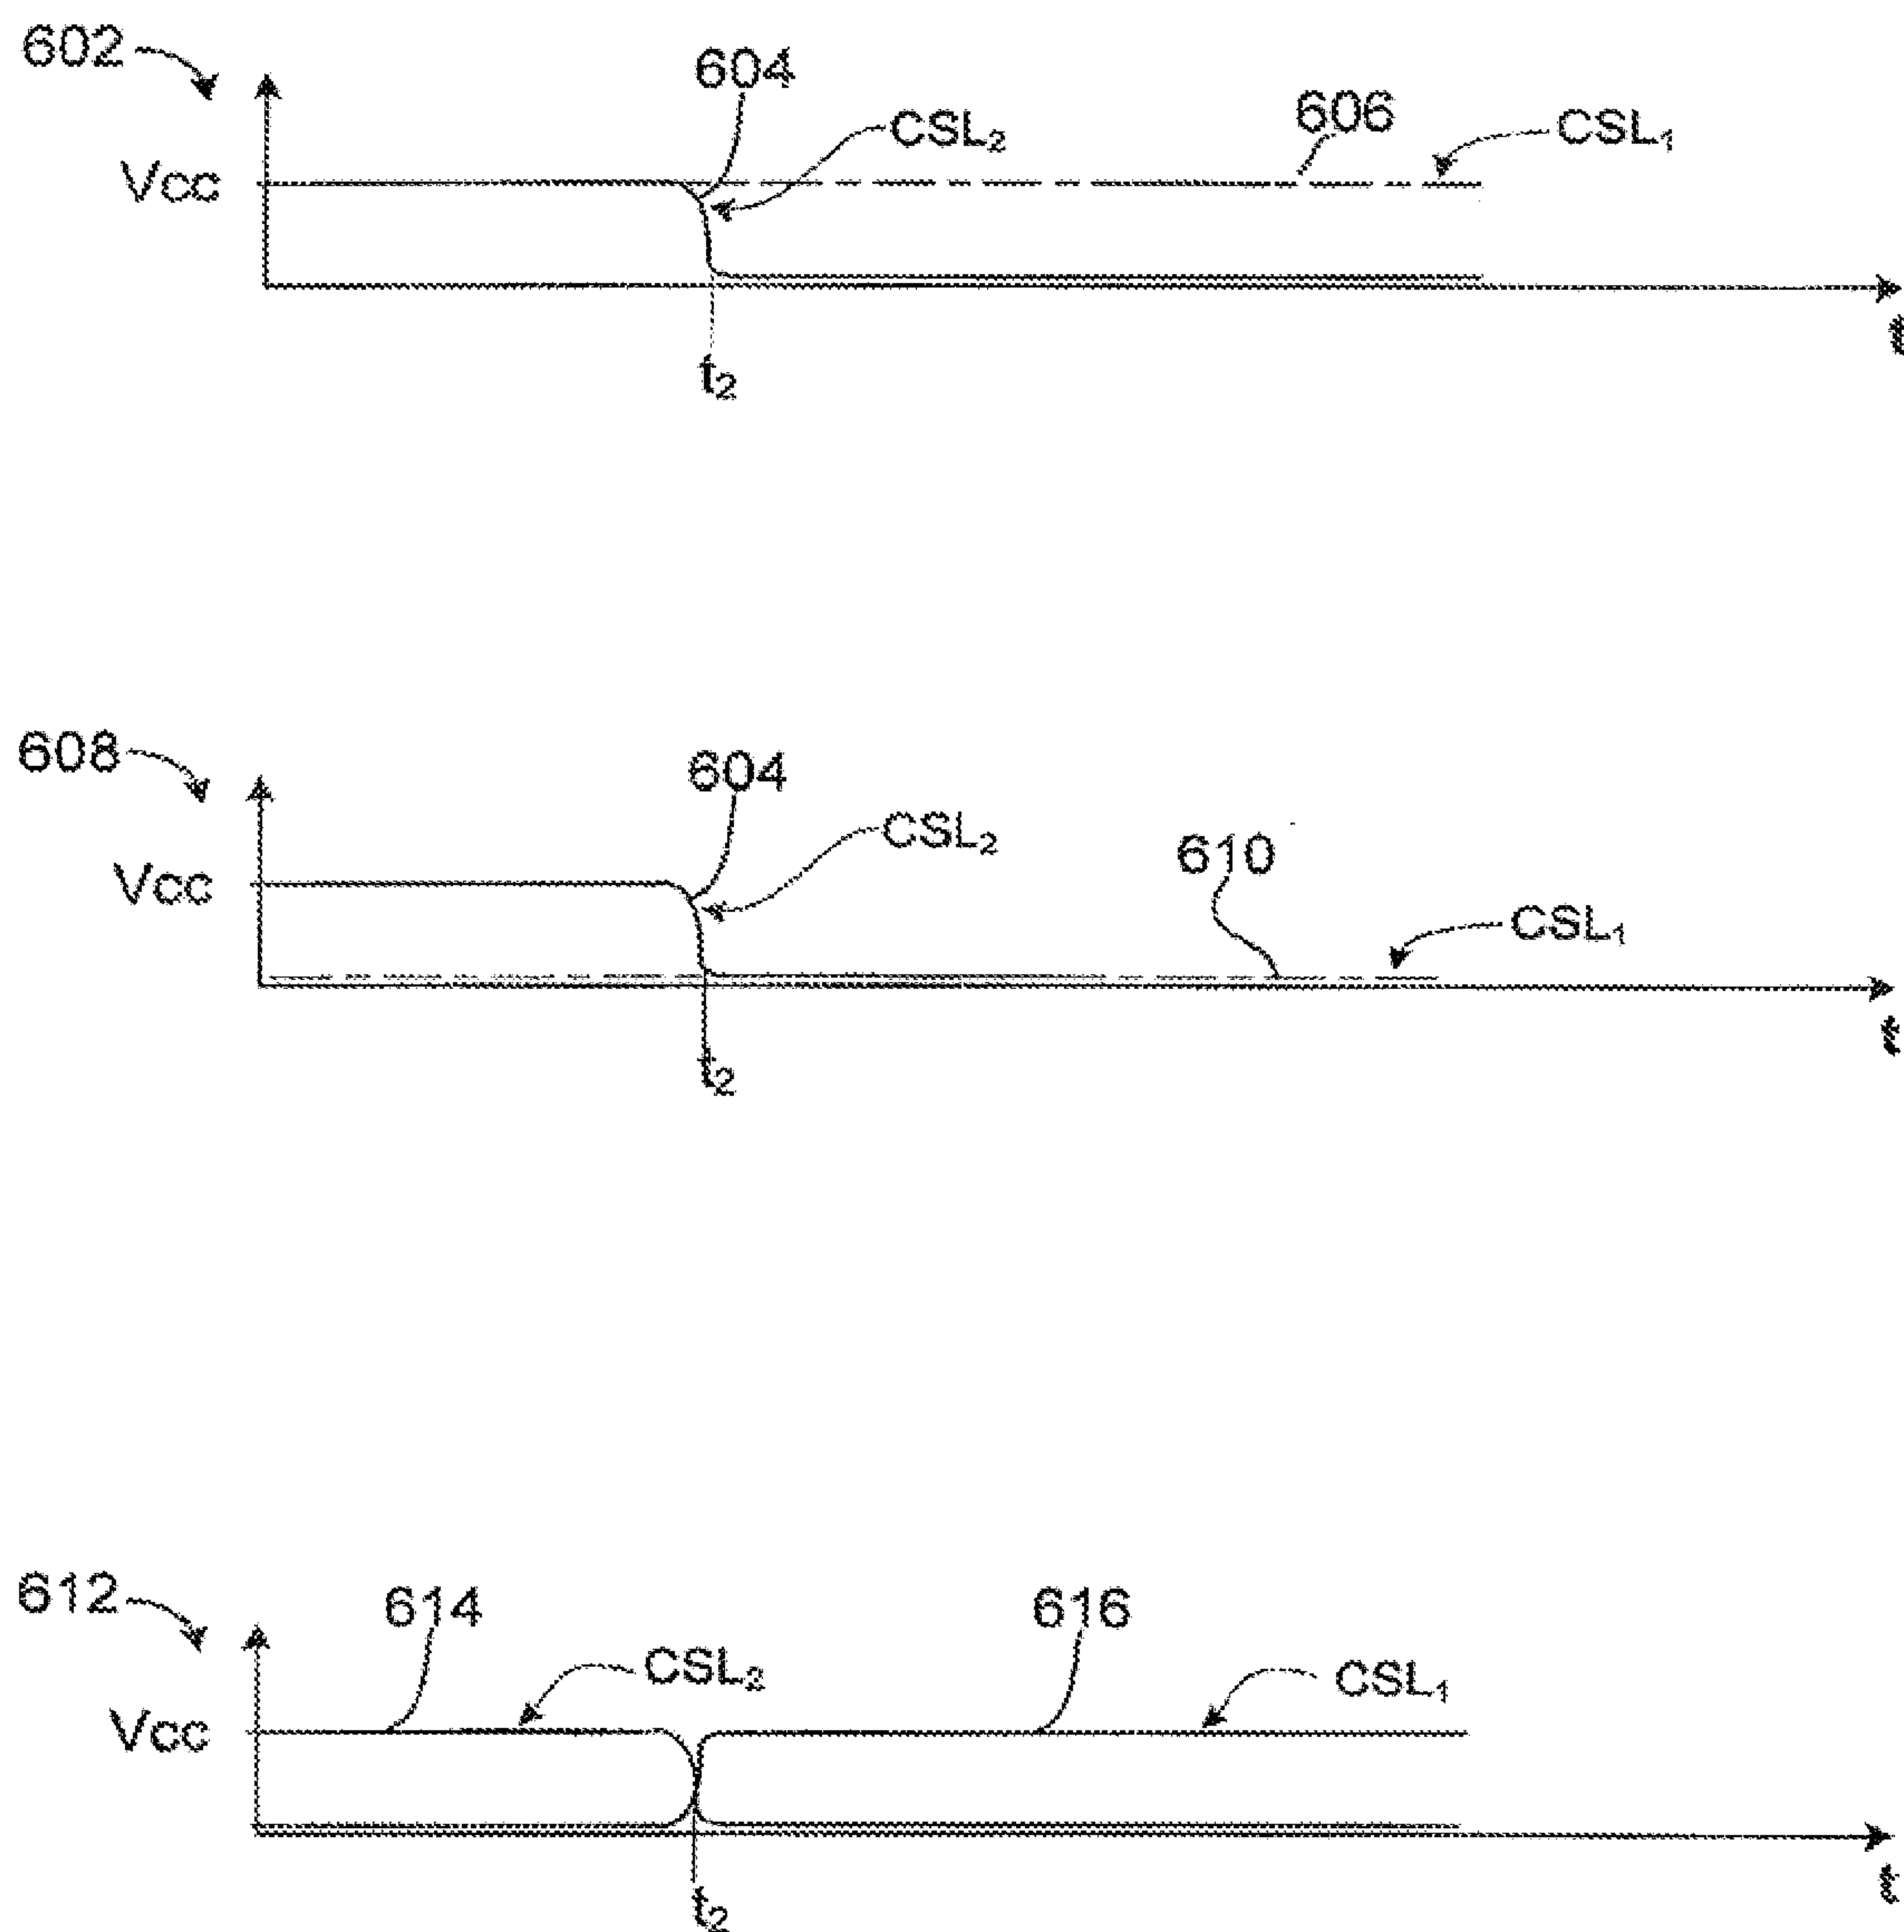 602
604
606
CSL₂
CSL₁
Vcc
t₂
t
608
604
CSL₂
610
Vcc
CSL₁
t₂
t
612
614
616
CSL₂
CSL₁
Vcc
t₂
t